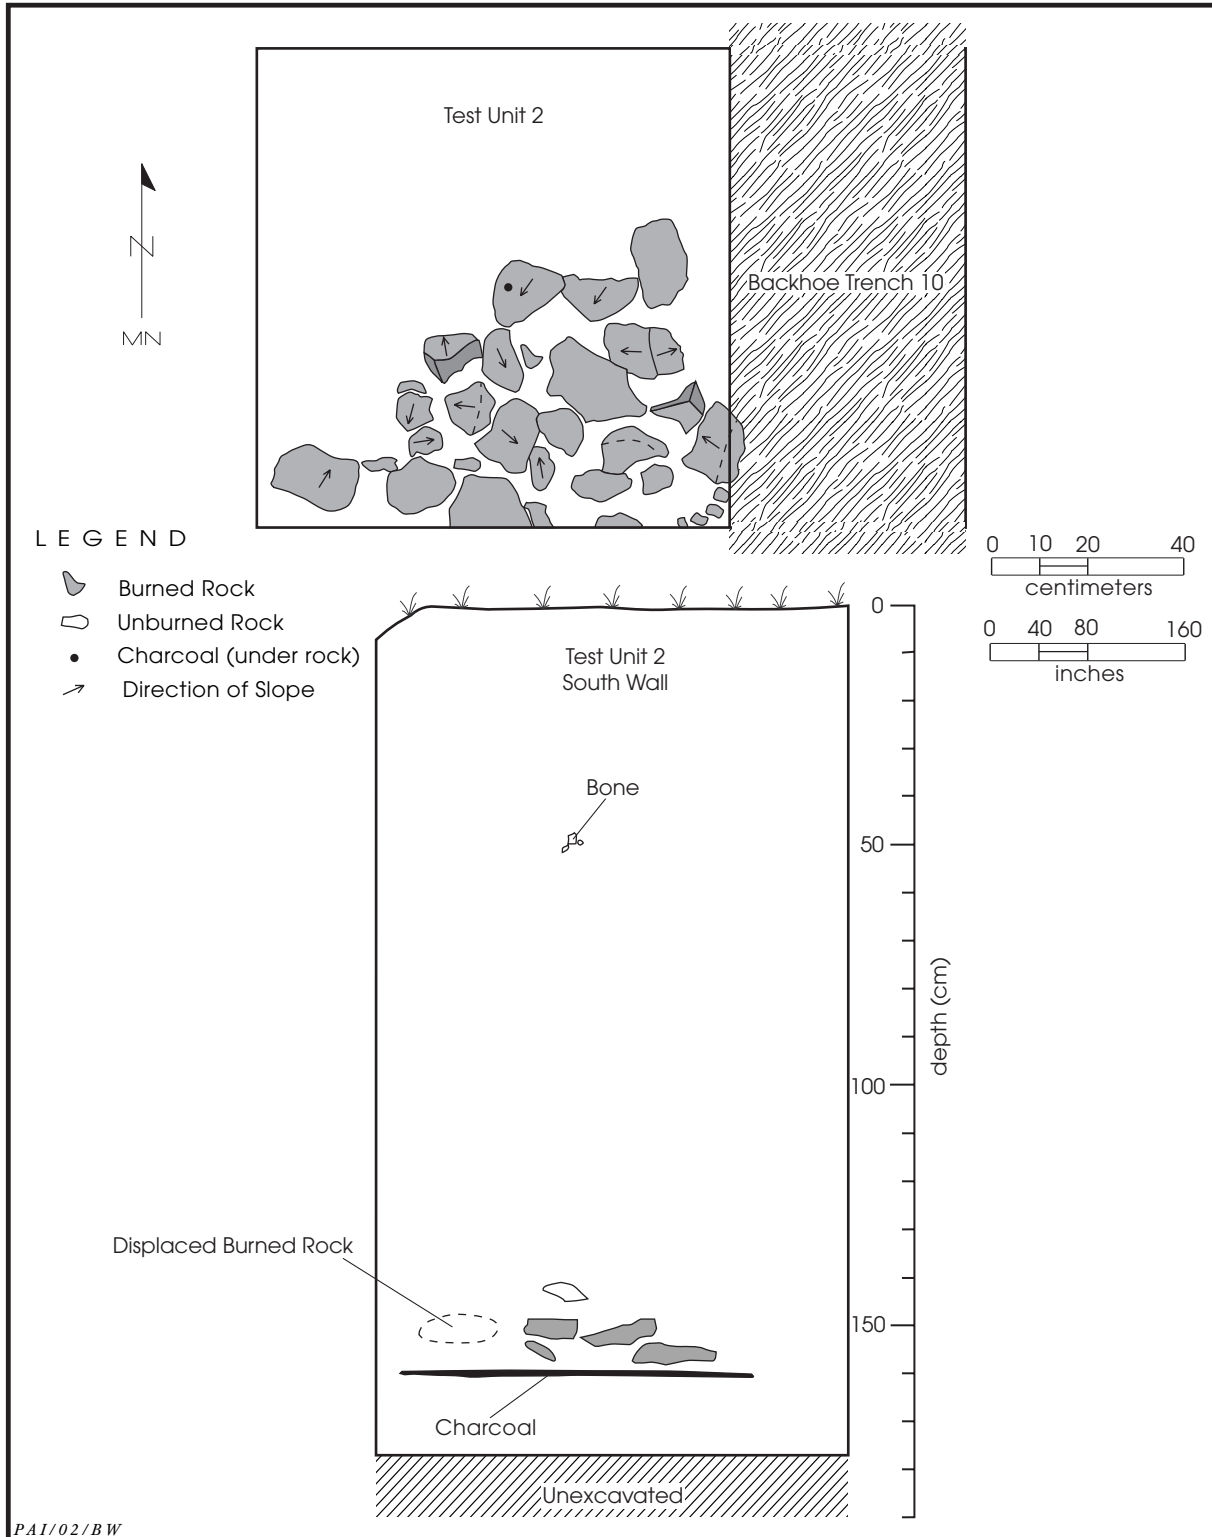 Test Unit 2
N
MN
Backhoe Trench 10
LEGEND
Burned Rock
Unburned Rock
Charcoal (under rock)
Direction of Slope
0 10 20 40
centimeters
0 40 80 160
inches
0
Test Unit 2
South Wall
Bone
50
depth (cm)
100
Displaced Burned Rock
150
Charcoal
Unexcavated
PAI/02/BW